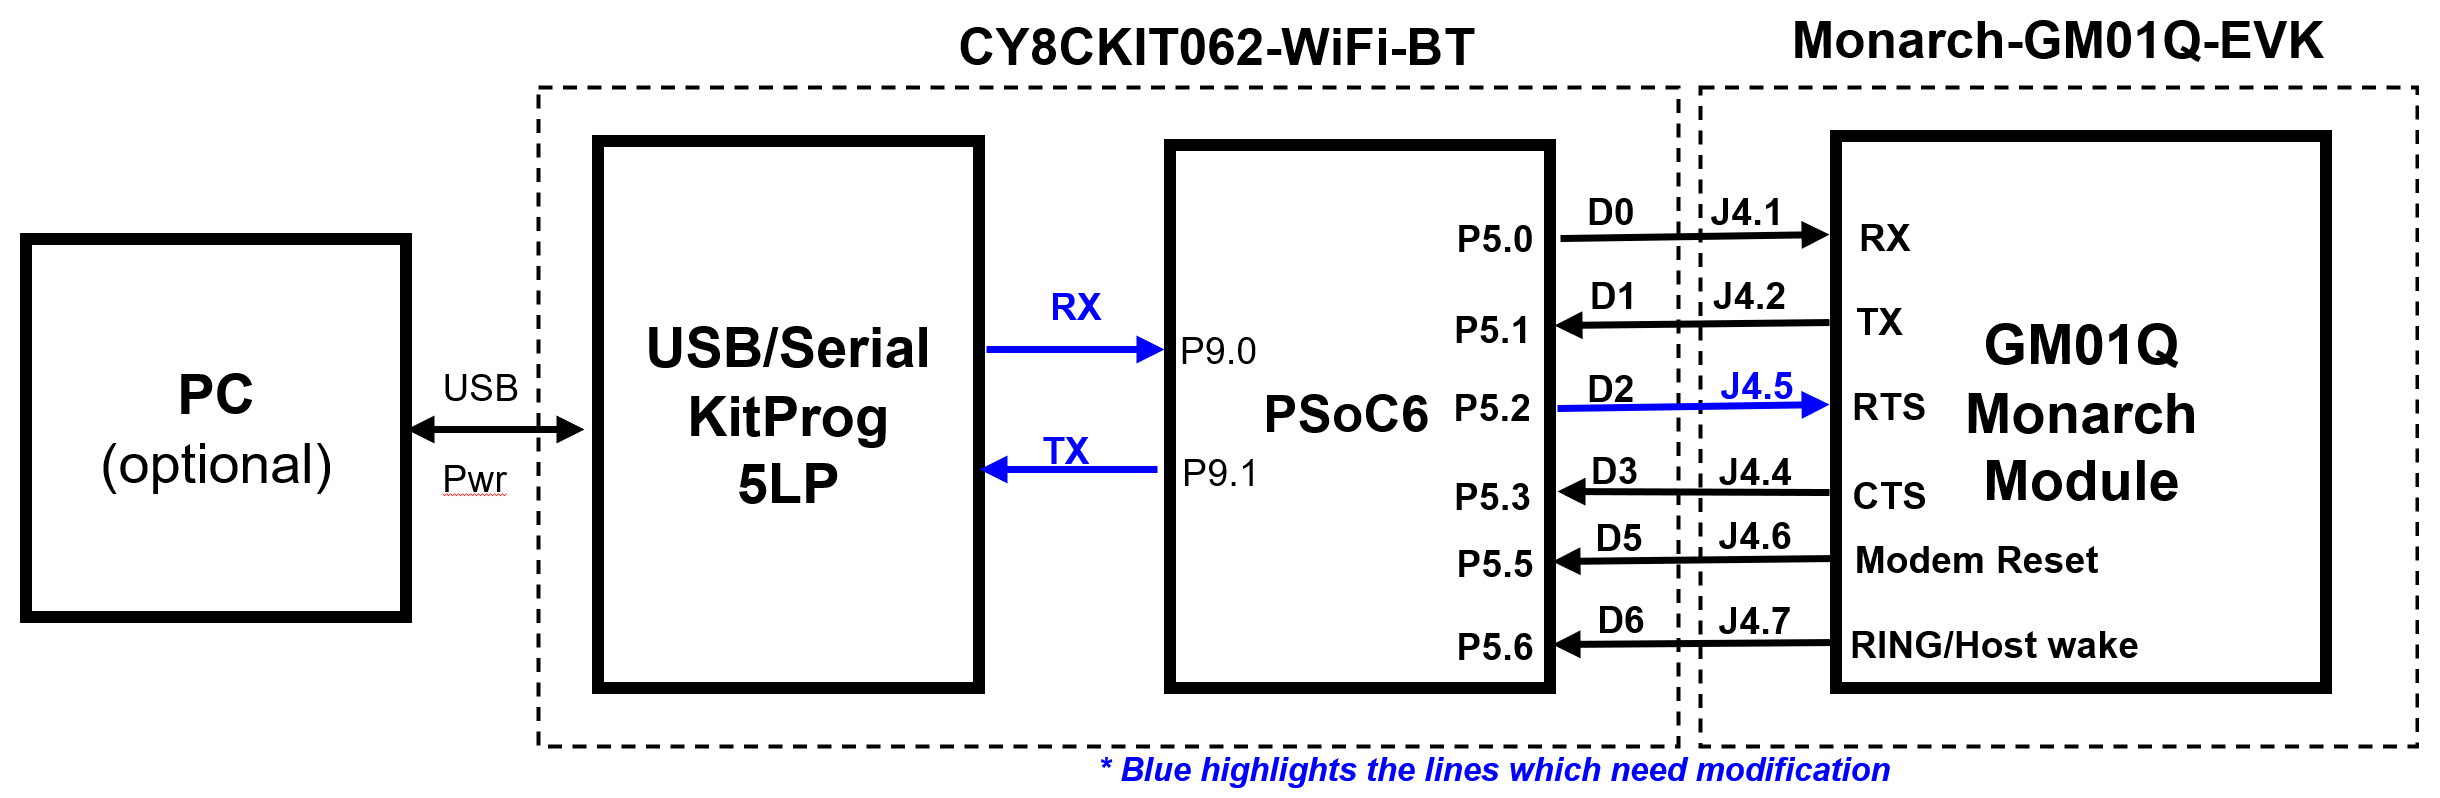 CY8CKIT062-WiFi-BT
Monarch-GM01Q-EVK
PC
(optional)
USB
Pwr
USB/Serial
KitProg
5LP
RX
TX
P9.0
P9.1
PSoC6
P5.0
P5.1
P5.2
P5.3
P5.5
P5.6
D0
J4.1
D1
J4.2
D2
J4.5
D3
J4.4
D5
J4.6
D6
J4.7
RX
TX
RTS
CTS
Modem Reset
RING/Host wake
GM01Q
Monarch
Module
* Blue highlights the lines which need modification